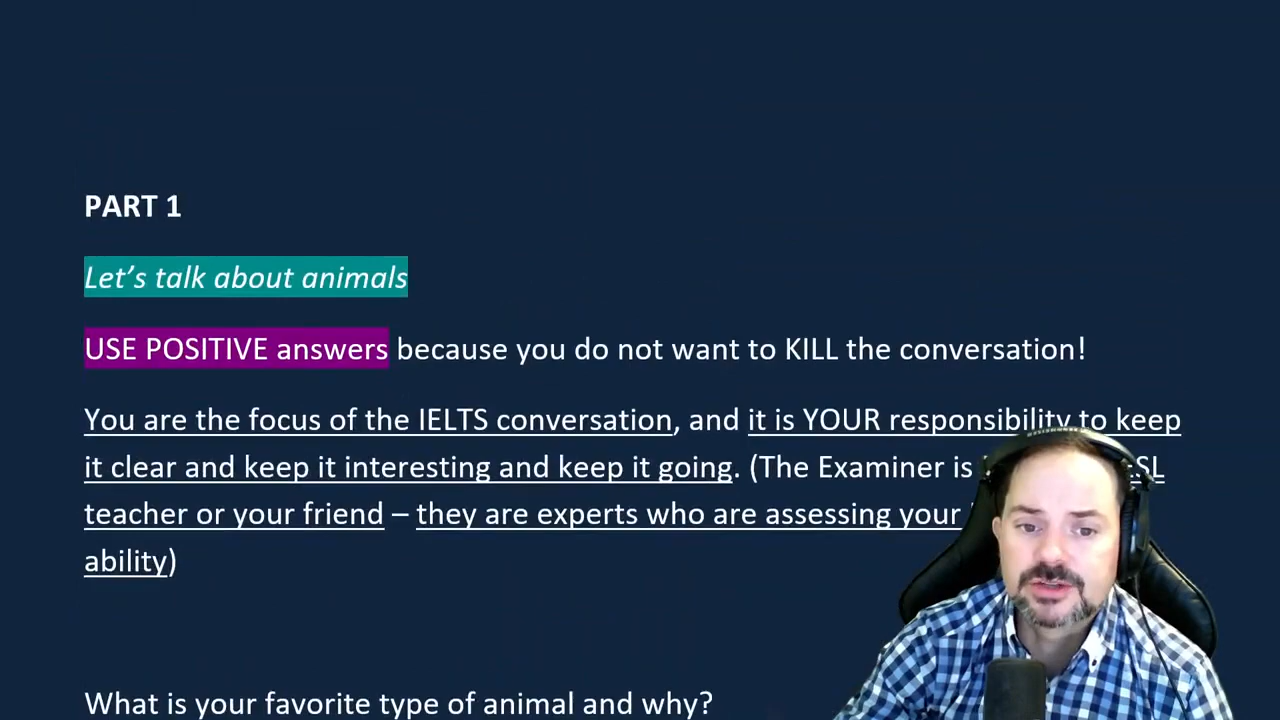 PART 1
Let’s talk about animals
USE POSITIVE answers because you do not want to KILL the conversation!
You are the focus of the IELTS conversation, and it is YOUR responsibility to keep
it clear and keep it interesting and keep it going. (The Examiner is
teacher or your friend – they are experts who are assessing your
ability)
What is your favorite type of animal and why?